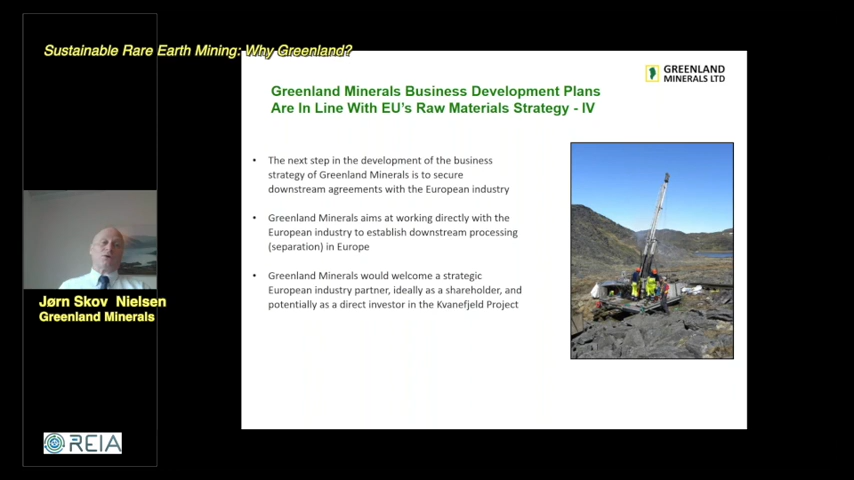 Sustainable Rare Earth Mining: Why Greenland?
GREENLAND
MINERALS LTD
Greenland Minerals Business Development Plans
Are In Line With EU's Raw Materials Strategy - IV
• The next step in the development of the business
strategy of Greenland Minerals is to secure
downstream agreements with the European industry
• Greenland Minerals aims at working directly with the
European industry to establish downstream processing
(separation) in Europe
• Greenland Minerals would welcome a strategic
European industry partner, ideally as a shareholder, and
potentially as a direct investor in the Kvanefjeld Project
Jørn Skov Nielsen
Greenland Minerals
REIA